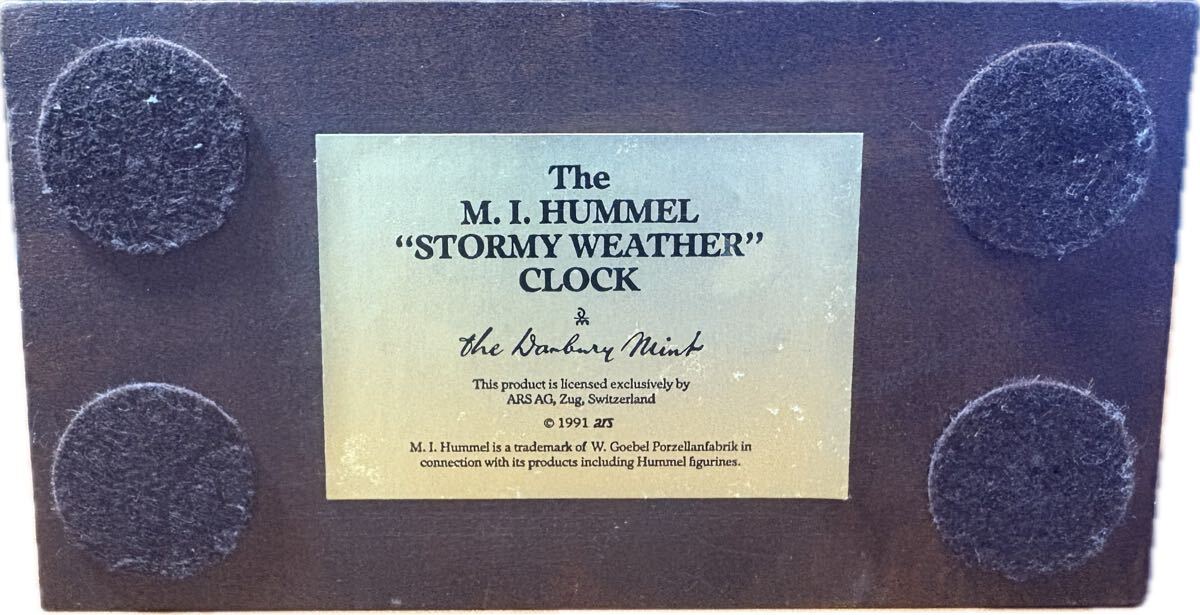 The
M. I. HUMMEL
“STORMY WEATHER”
CLOCK
the Danbury Mint
This product is licensed exclusively by
ARS AG, Zug, Switzerland
© 1991 ars
M. I. Hummel is a trademark of W. Goebel Porzellanfabrik in
connection with its products including Hummel figurines.